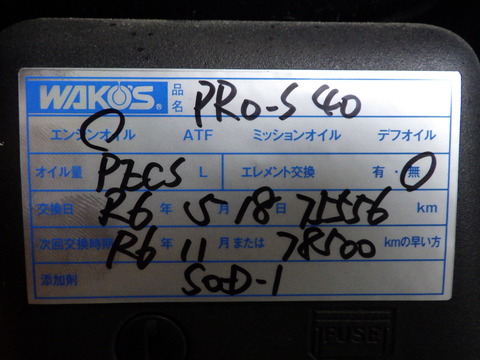 WAKO'S® 品名 PRO-S 40
エンジンオイル ATF ミッションオイル デフオイル
オイル量 PECS L エレメント交換 有・無
交換日 R6 年 5 月 18 日 km
次回交換時期 R6 年 11 月または 78500 kmの早い方
添加剤 SOD-1
FUSE